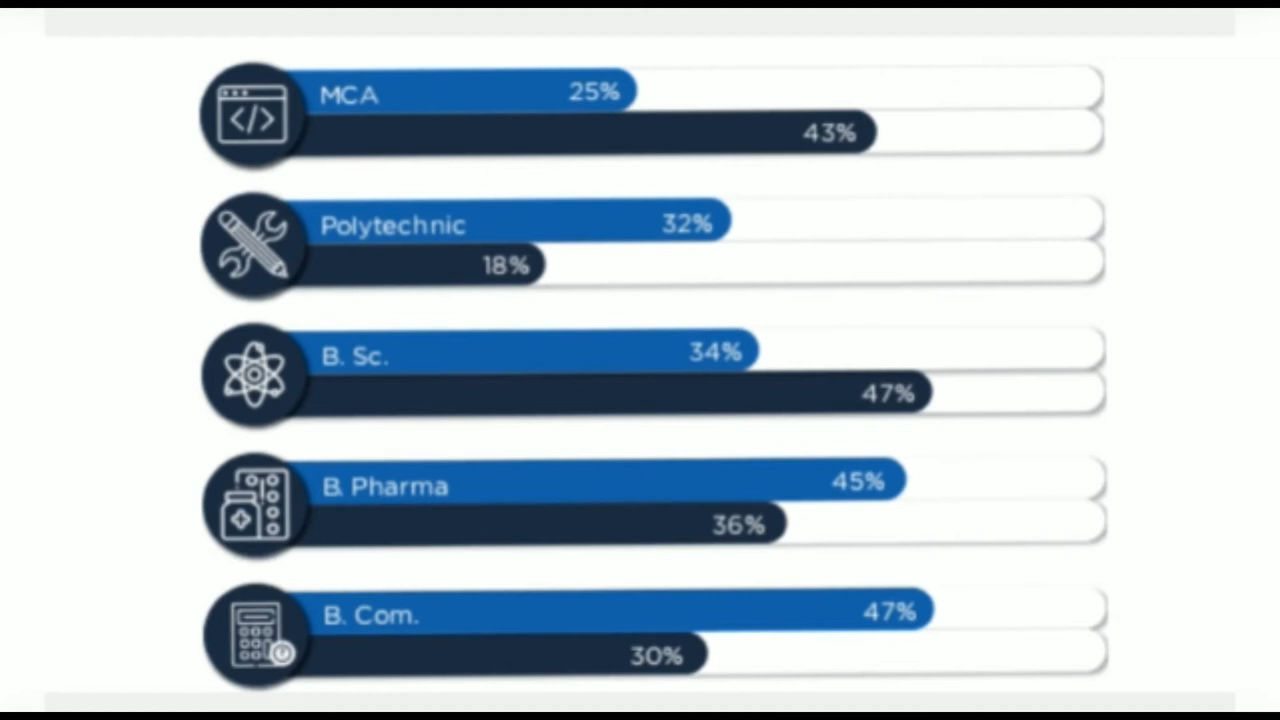 MCA 25%
43%
Polytechnic 32%
18%
B. Sc. 34%
47%
B. Pharma 45%
36%
B. Com. 47%
30%